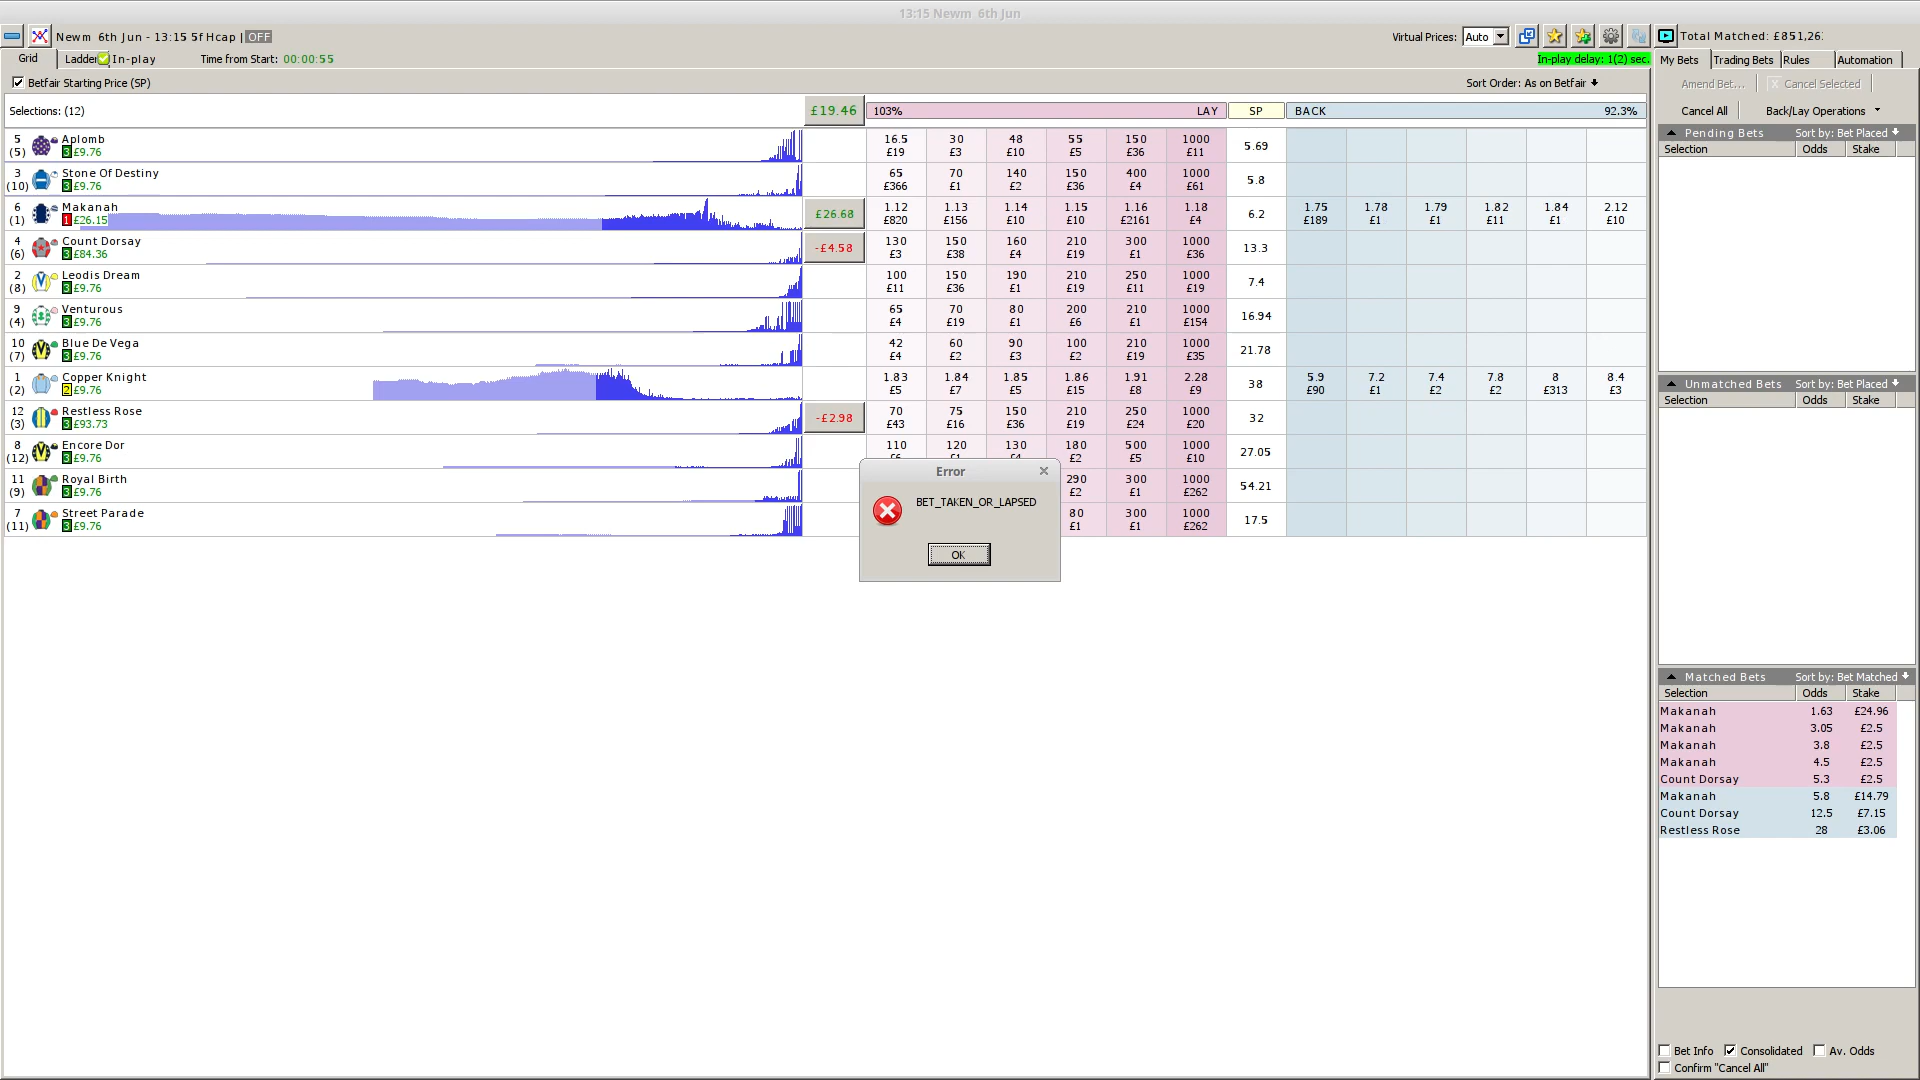 13:15 Newm 6th Jun
Newm 6th Jun - 13:15 5f Hcap | OFF Virtual Prices: Auto Total Matched: £851,26
Grid Ladder In-play Time from Start: 00:00:55 In-play delay: 1(2) sec. My Bets Trading Bets Rules Automation
Betfair Starting Price (SP) Sort Order: As on Betfair Amend Bet... Cancel Selected
Selections: (12) £19.46 103% LAY SP BACK 92.3% Cancel All Back/Lay Operations
Pending Bets Sort by: Bet Placed
Selection Odds Stake
5 Aplomb 16.5 30 48 55 150 1000 5.69
(5) 3 £9.76 £19 £3 £10 £5 £36 £11
3 Stone Of Destiny 65 70 140 150 400 1000 5.8
(10) 3 £9.76 £366 £1 £2 £36 £4 £61
6 Makanah £26.68 1.12 1.13 1.14 1.15 1.16 1.18 6.2 1.75 1.78 1.79 1.82 1.84 2.12
(1) 1 £26.15 £820 £156 £10 £10 £2161 £4 £189 £1 £1 £11 £1 £10
4 Count Dorsay -£4.58 130 150 160 210 300 1000 13.3
(6) 3 £84.36 £3 £38 £4 £19 £1 £36
2 Leodis Dream 100 150 190 210 250 1000 7.4
(8) 3 £9.76 £11 £36 £1 £19 £11 £19
9 Venturous 65 70 80 200 210 1000 16.94
(4) 3 £9.76 £4 £19 £1 £6 £1 £154
10 Blue De Vega 42 60 90 100 210 1000 21.78
(7) 3 £9.76 £4 £2 £3 £2 £19 £35
1 Copper Knight 1.83 1.84 1.85 1.86 1.91 2.28 38 5.9 7.2 7.4 7.8 8 8.4
(2) 2 £9.76 £5 £7 £5 £15 £8 £9 £90 £1 £2 £2 £313 £3
12 Restless Rose -£2.98 70 75 150 210 250 1000 32
(3) 3 £93.73 £43 £16 £36 £19 £24 £20
8 Encore Dor 110 120 130 180 500 1000 27.05
(12) 3 £9.76 £2 £5 £10
11 Royal Birth 290 300 1000 54.21
(9) 3 £9.76 £2 £1 £262
7 Street Parade 80 300 1000 17.5
(11) 3 £9.76 £1 £1 £262
Error
BET_TAKEN_OR_LAPSED
OK
Unmatched Bets Sort by: Bet Placed
Selection Odds Stake
Matched Bets Sort by: Bet Matched
Selection Odds Stake
Makanah 1.63 £24.96
Makanah 3.05 £2.5
Makanah 3.8 £2.5
Makanah 4.5 £2.5
Count Dorsay 5.3 £2.5
Makanah 5.8 £14.79
Count Dorsay 12.5 £7.15
Restless Rose 28 £3.06
Bet Info Consolidated Av. Odds
Confirm "Cancel All"